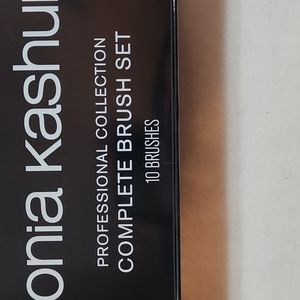 onia kashu
PROFESSIONAL COLLECTION
COMPLETE BRUSH SET
10 BRUSHES